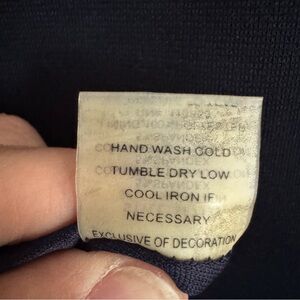 HAND WASH COLD
TUMBLE DRY LOW
COOL IRON IF
NECESSARY
EXCLUSIVE OF DECORATION